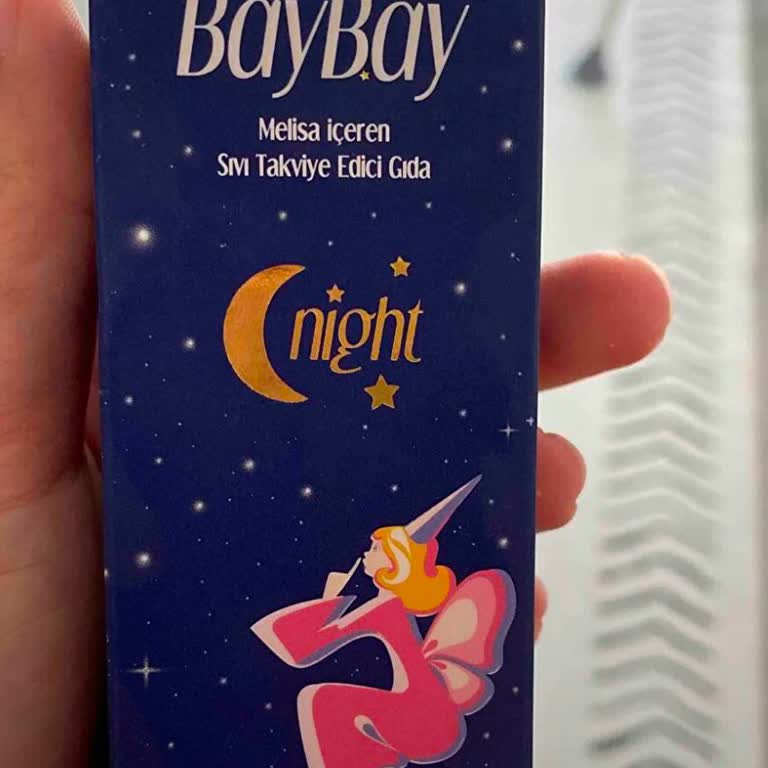 BayBay
Melisa içeren
Sıvı Takviye Edici Gıda
night